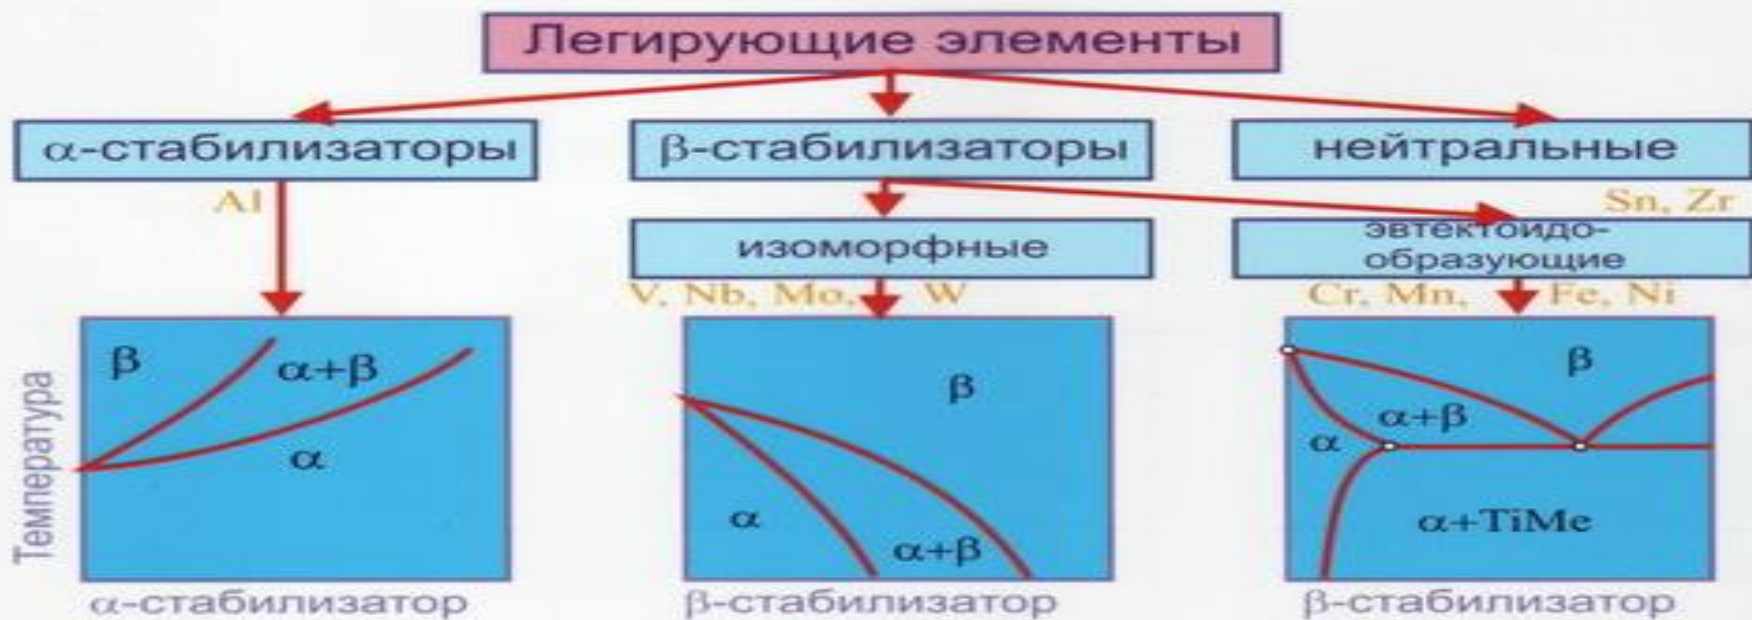 Легирующие элементы
α-стабилизаторы
β-стабилизаторы
нейтральные
Al
Sn, Zr
изоморфные
эвтектоидо-
образующие
V, Nb, Mo, W
Cr, Mn, Fe, Ni
Температура
β
α+β
α
α-стабилизатор
β
α
α+β
β-стабилизатор
β
α+β
α
α+TiMe
β-стабилизатор